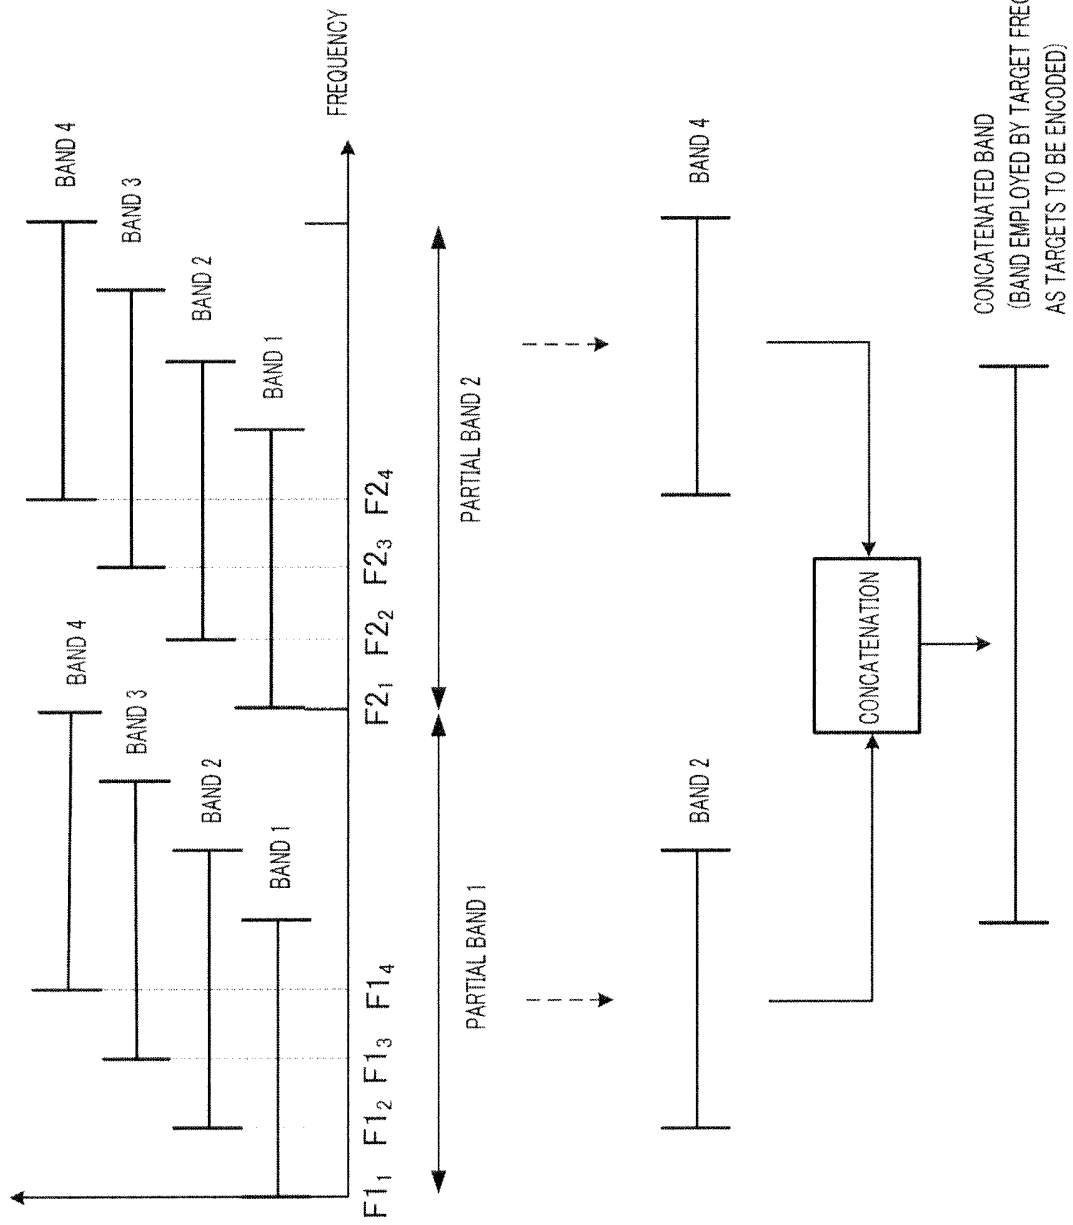 BAND 4
BAND 4
BAND 3
BAND 3
BAND 2
BAND 2
BAND 1
BAND 1
FREQUENCY
F1₁ F1₂ F1₃ F1₄ F2₁ F2₂ F2₃ F2₄
PARTIAL BAND 1
PARTIAL BAND 2
BAND 2
BAND 4
CONCATENATION
CONCATENATED BAND
(BAND EMPLOYED BY TARGET
AS TARGETS TO BE ENCODED)